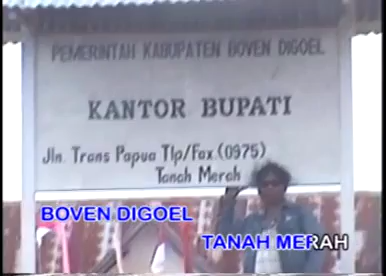 PEMERINTAH KABUPATEN BOVEN DIGOEL
KANTOR BUPATI
Jln. Trans Papua Tlp/Fax.(0975)
Tanah Merah
BOVEN DIGOEL
TANAH MERAH